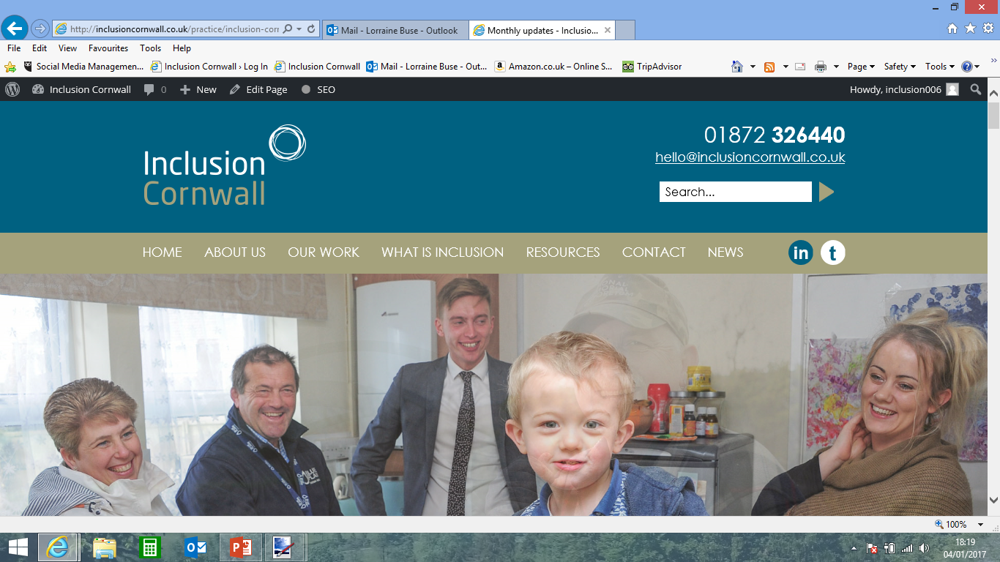 http://inclusioncornwall.co.uk/practice/inclusion-corr
Mail - Lorraine Buse - Outlook
Monthly updates - Inclusio...
File Edit View Favourites Tools Help
Social Media Managemen... Inclusion Cornwall › Log In Inclusion Cornwall Mail - Lorraine Buse - Out... Amazon.co.uk – Online S... TripAdvisor Page Safety Tools
Inclusion Cornwall 0 New Edit Page SEO Howdy, inclusion006
01872 326440
hello@inclusioncornwall.co.uk
Inclusion
Cornwall
Search...
HOME ABOUT US OUR WORK WHAT IS INCLUSION RESOURCES CONTACT NEWS in t
100%
18:19
04/01/2017